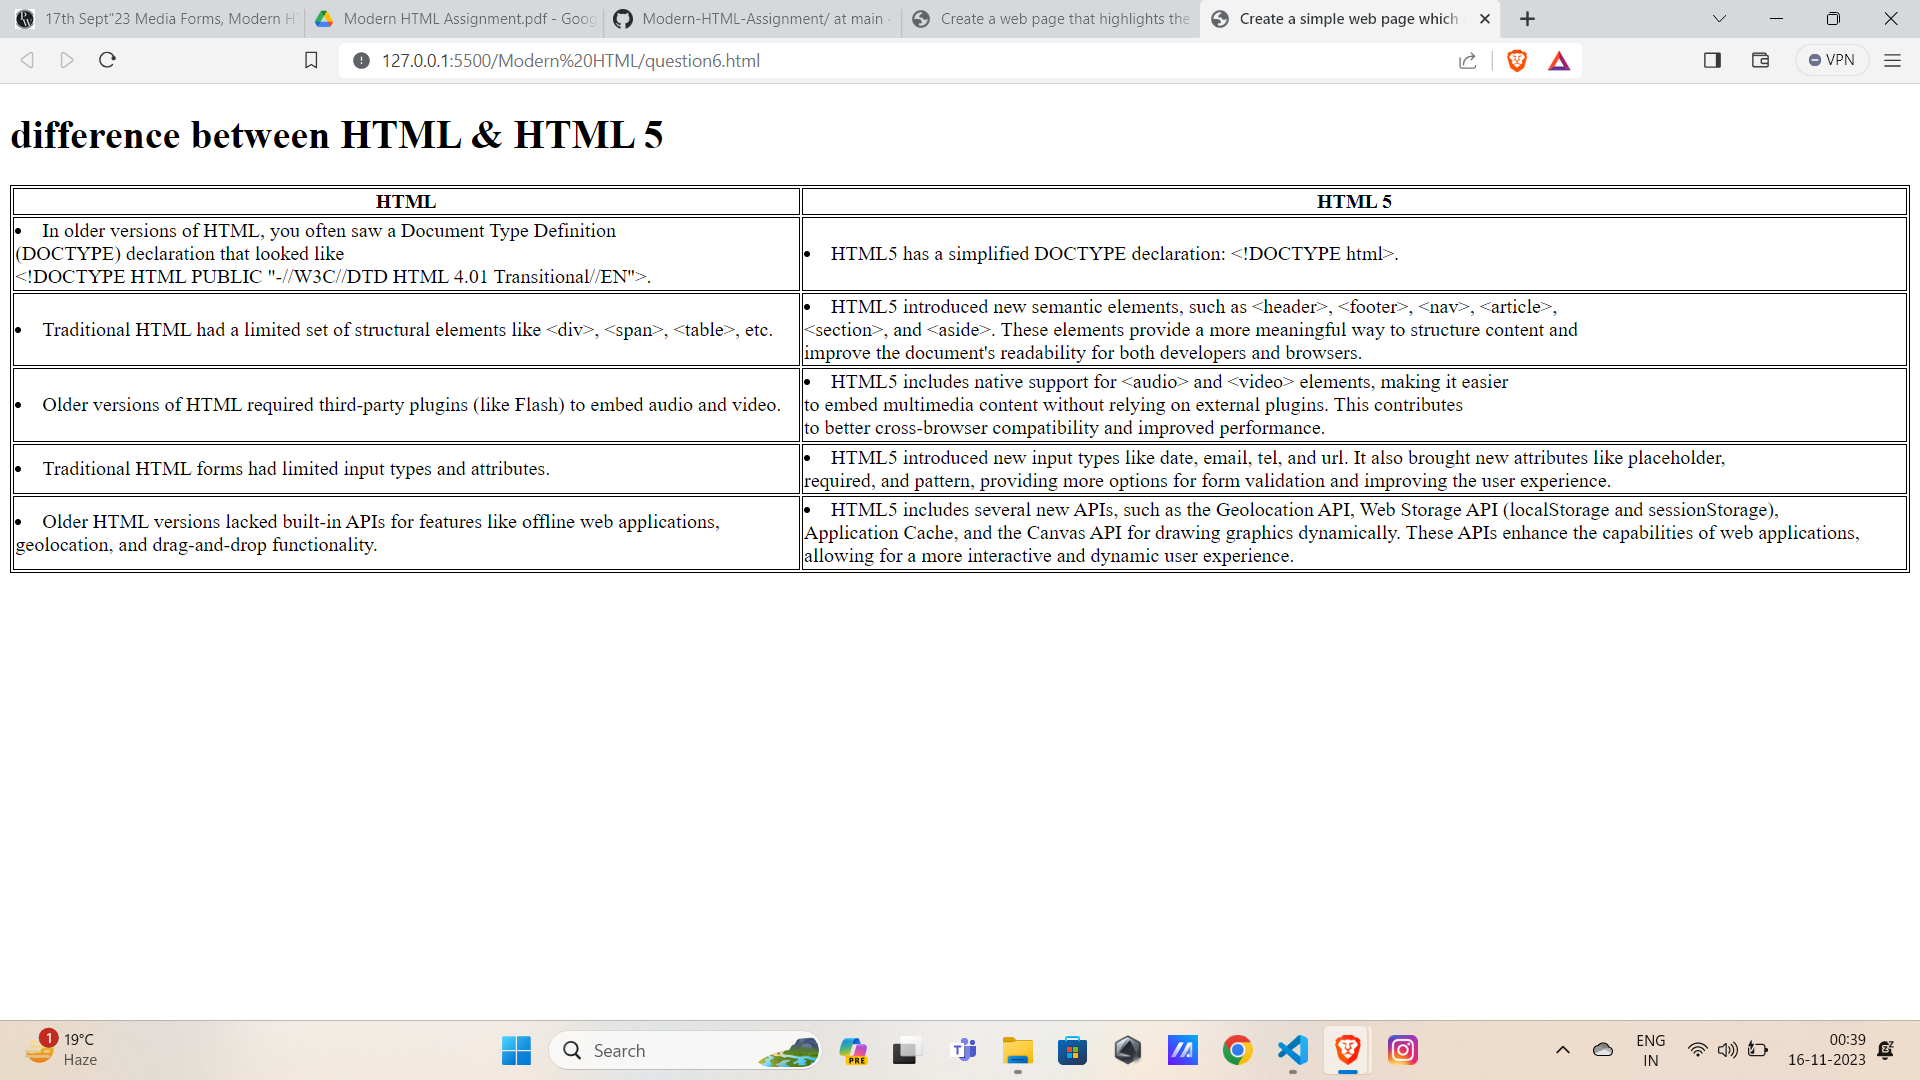 17th Sept"23 Media Forms, Modern H
Modern HTML Assignment.pdf - Goog
Modern-HTML-Assignment/ at main
Create a web page that highlights the
Create a simple web page which
127.0.0.1:5500/Modern%20HTML/question6.html
VPN
difference between HTML & HTML 5
HTML
HTML 5
In older versions of HTML, you often saw a Document Type Definition
(DOCTYPE) declaration that looked like
<!DOCTYPE HTML PUBLIC "-//W3C//DTD HTML 4.01 Transitional//EN">.
HTML5 has a simplified DOCTYPE declaration: <!DOCTYPE html>.
Traditional HTML had a limited set of structural elements like <div>, <span>, <table>, etc.
HTML5 introduced new semantic elements, such as <header>, <footer>, <nav>, <article>,
<section>, and <aside>. These elements provide a more meaningful way to structure content and
improve the document's readability for both developers and browsers.
Older versions of HTML required third-party plugins (like Flash) to embed audio and video.
HTML5 includes native support for <audio> and <video> elements, making it easier
to embed multimedia content without relying on external plugins. This contributes
to better cross-browser compatibility and improved performance.
Traditional HTML forms had limited input types and attributes.
HTML5 introduced new input types like date, email, tel, and url. It also brought new attributes like placeholder,
required, and pattern, providing more options for form validation and improving the user experience.
Older HTML versions lacked built-in APIs for features like offline web applications,
geolocation, and drag-and-drop functionality.
HTML5 includes several new APIs, such as the Geolocation API, Web Storage API (localStorage and sessionStorage),
Application Cache, and the Canvas API for drawing graphics dynamically. These APIs enhance the capabilities of web applications,
allowing for a more interactive and dynamic user experience.
1
19°C
Haze
Search
PRE
ENG
IN
00:39
16-11-2023